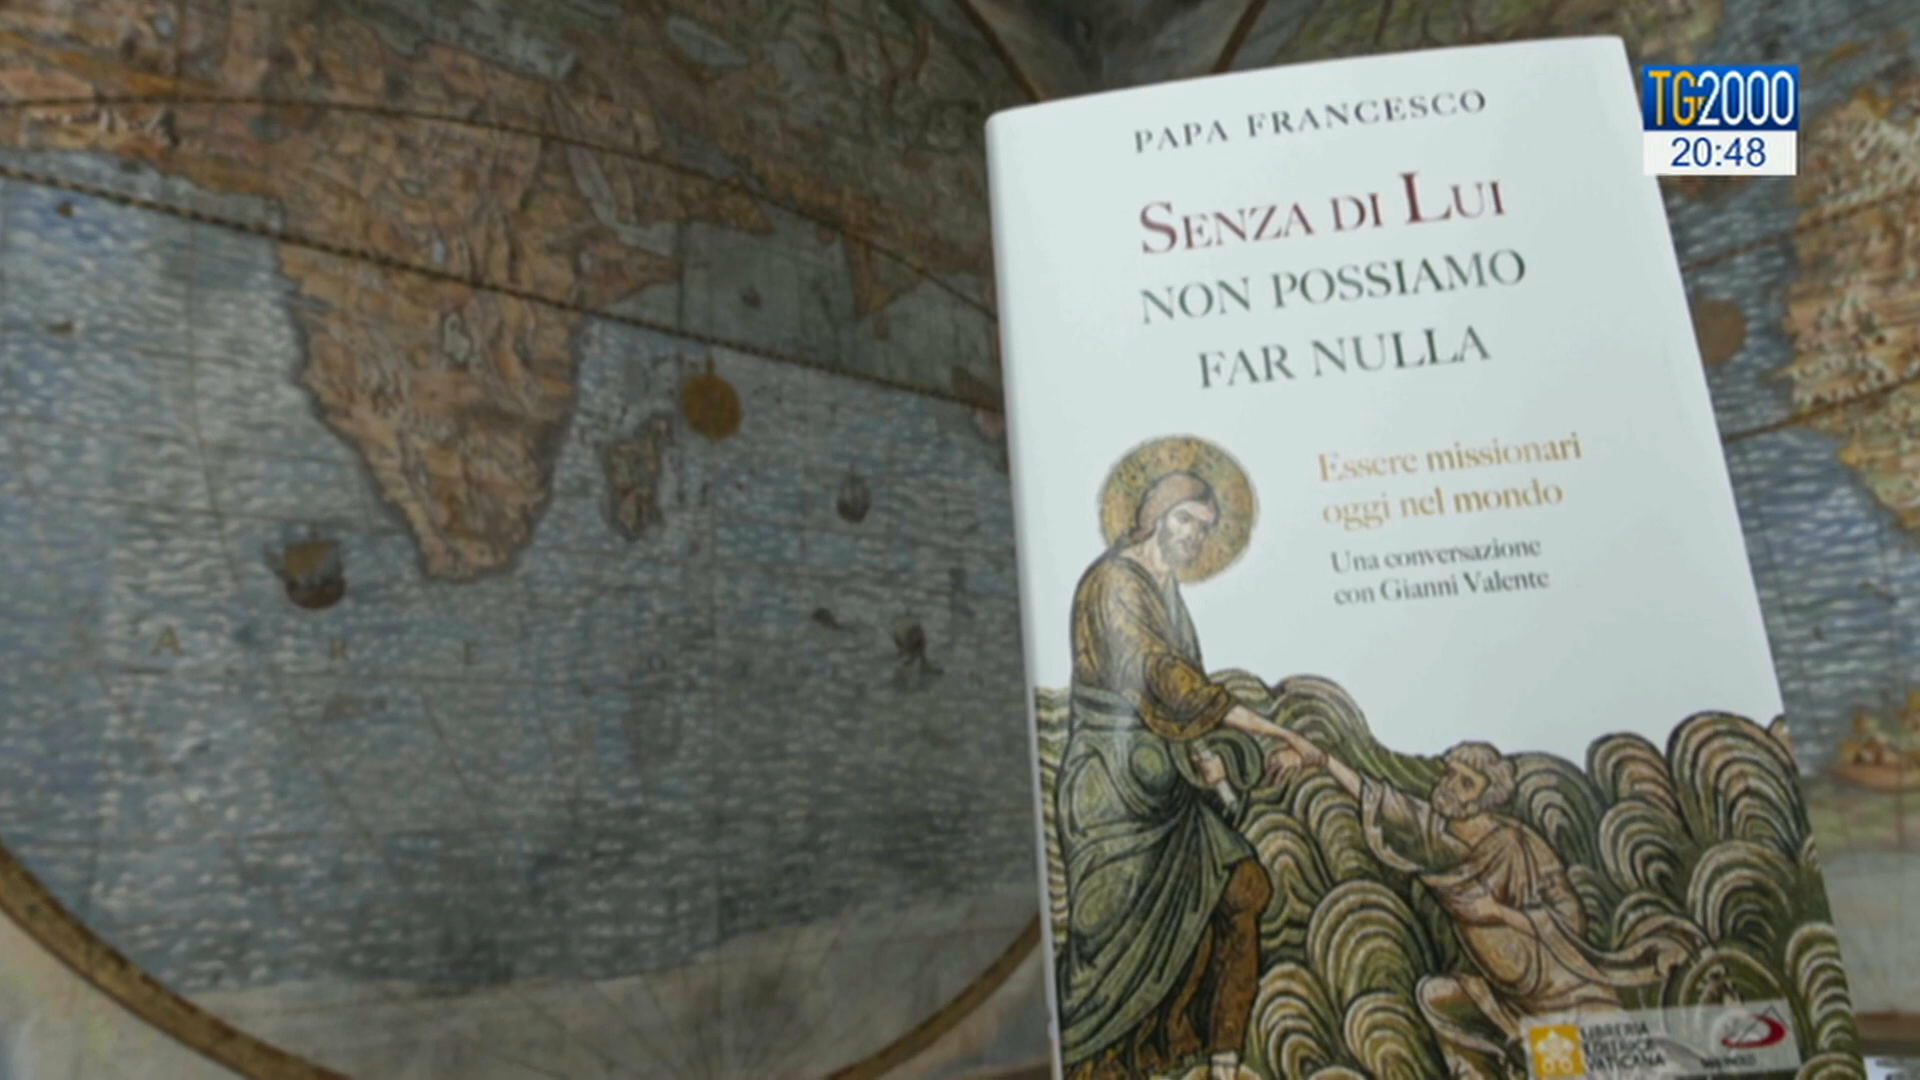 PAPA FRANCESCO
SENZA DI LUI
NON POSSIAMO
FAR NULLA
Essere missionari
oggi nel mondo
Una conversazione
con Gianni Valente
LIBRERIA
EDITRICE
VATICANA
TG2000
20:48
A R E